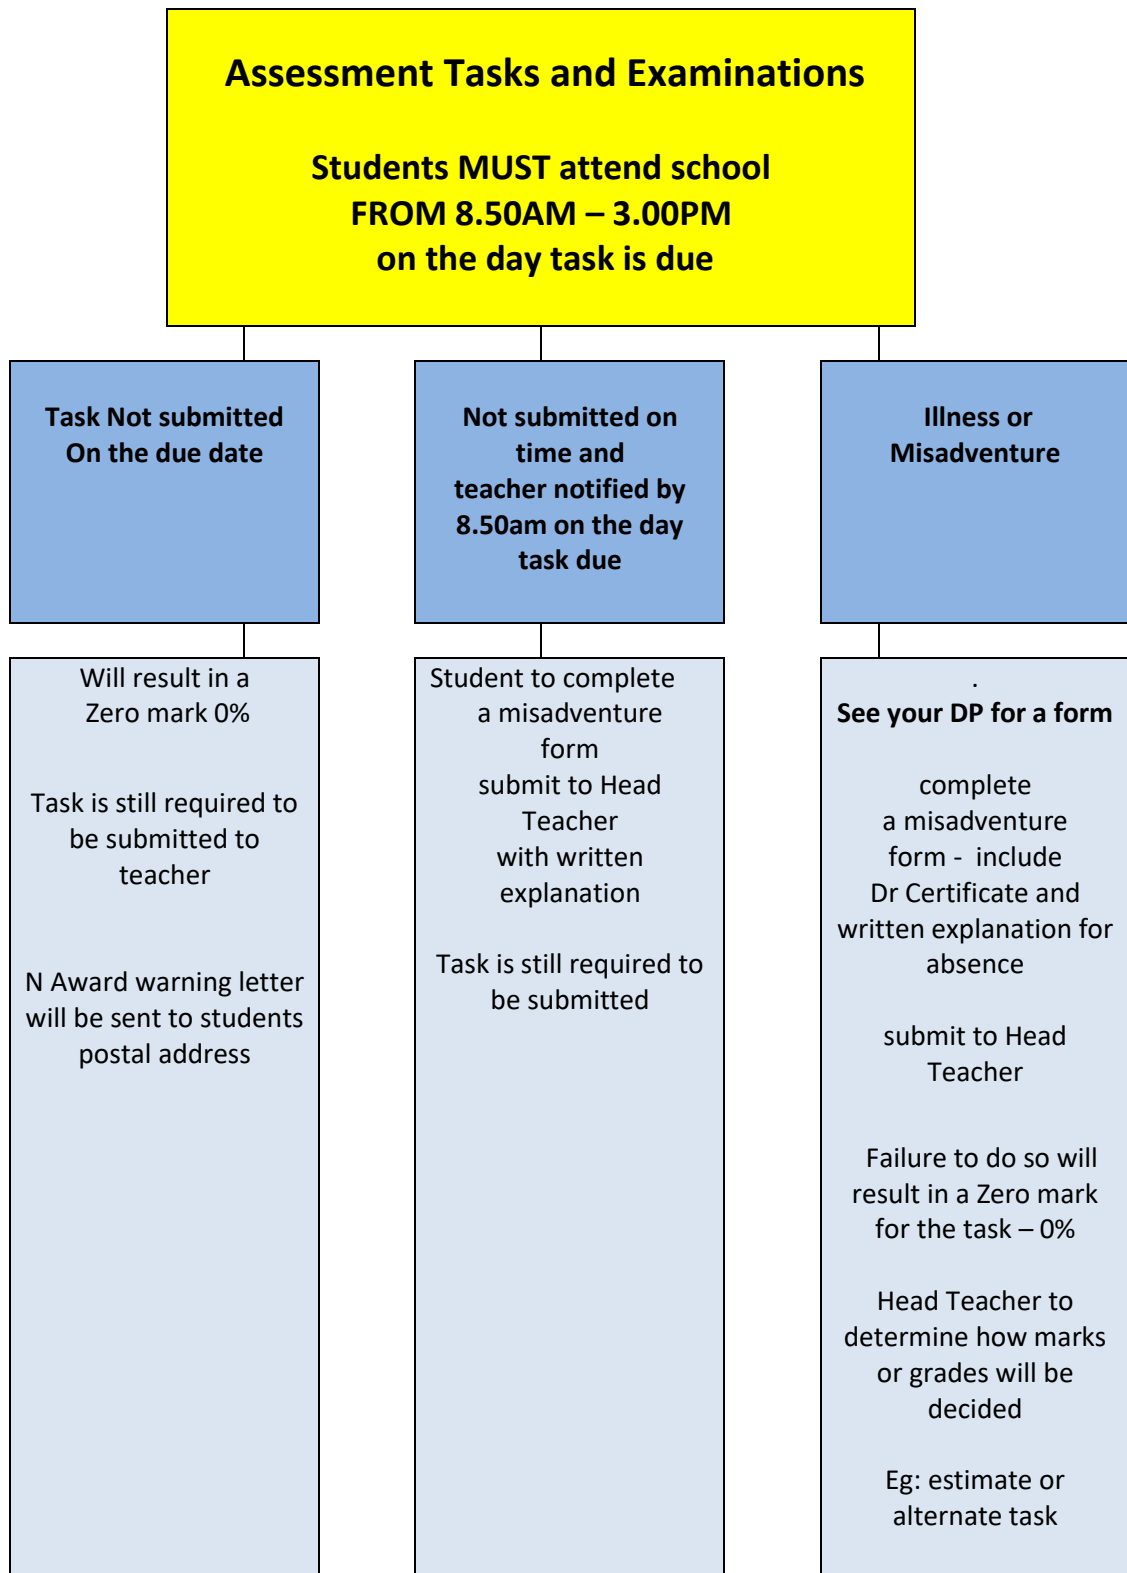 Assessment Tasks and Examinations
Students MUST attend school
FROM 8.50AM – 3.00PM
on the day task is due
Task Not submitted
On the due date
Not submitted on
time and
teacher notified by
8.50am on the day
task due
Illness or
Misadventure
Will result in a
Zero mark 0%
Task is still required to
be submitted to
teacher
N Award warning letter
will be sent to students
postal address
Student to complete
a misadventure
form
submit to Head
Teacher
with written
explanation
Task is still required to
be submitted
.
See your DP for a form
complete
a misadventure
form -  include
Dr Certificate and
written explanation for
absence
submit to Head
Teacher
Failure to do so will
result in a Zero mark
for the task – 0%
Head Teacher to
determine how marks
or grades will be
decided
Eg: estimate or
alternate task